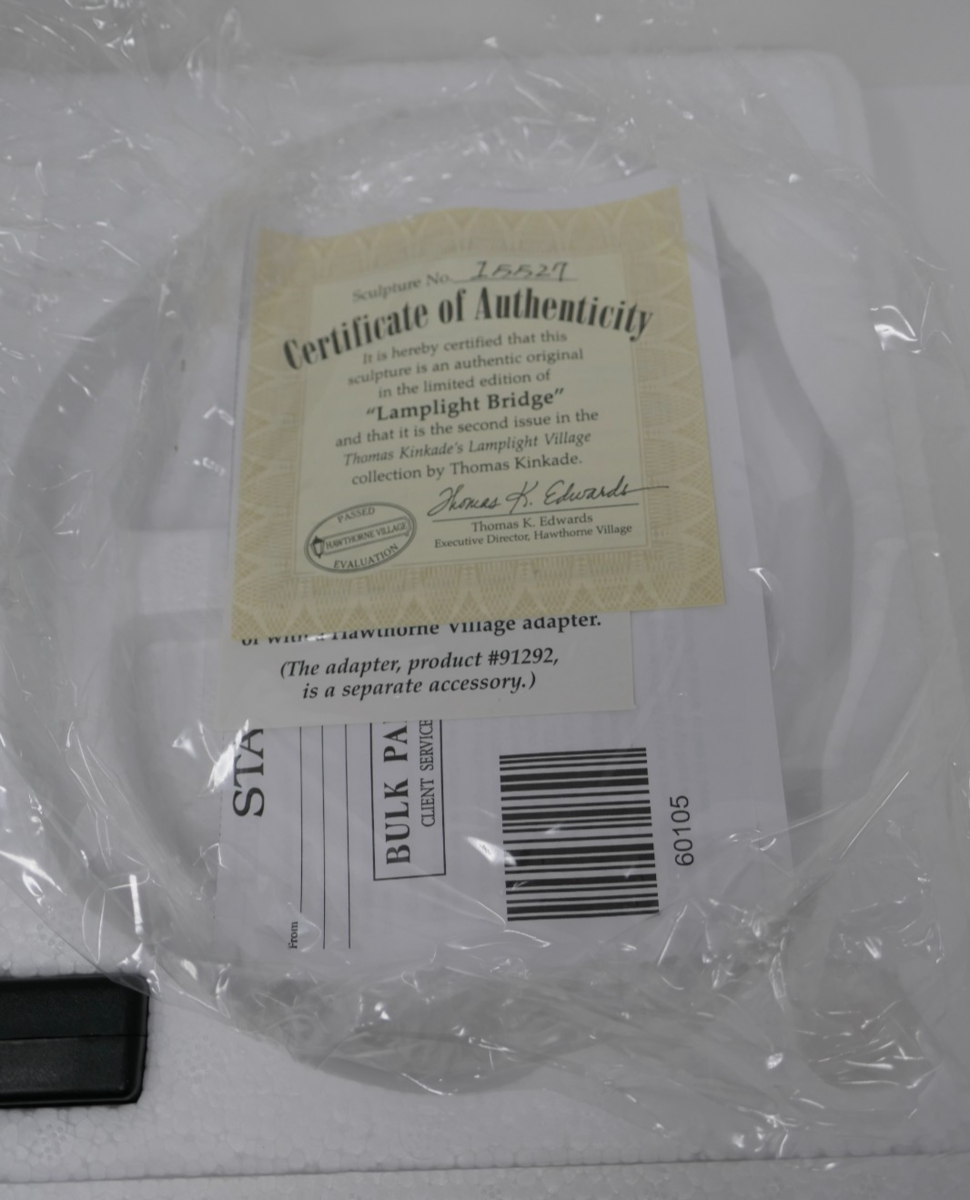 Sculpture No. 15527
Certificate of Authenticity
It is hereby certified that this
sculpture is an authentic original
in the limited edition of
"Lamplight Bridge"
and that it is the second issue in the
Thomas Kinkade's Lamplight Village
collection by Thomas Kinkade.
Thomas K. Edwards
Thomas K. Edwards
Executive Director, Hawthorne Village
PASSED
HAWTHORNE VILLAGE
EVALUATION
or with a Hawthorne Village adapter.
(The adapter, product #91292,
is a separate accessory.)
STA
From
BULK PA
CLIENT SERVICE
60105